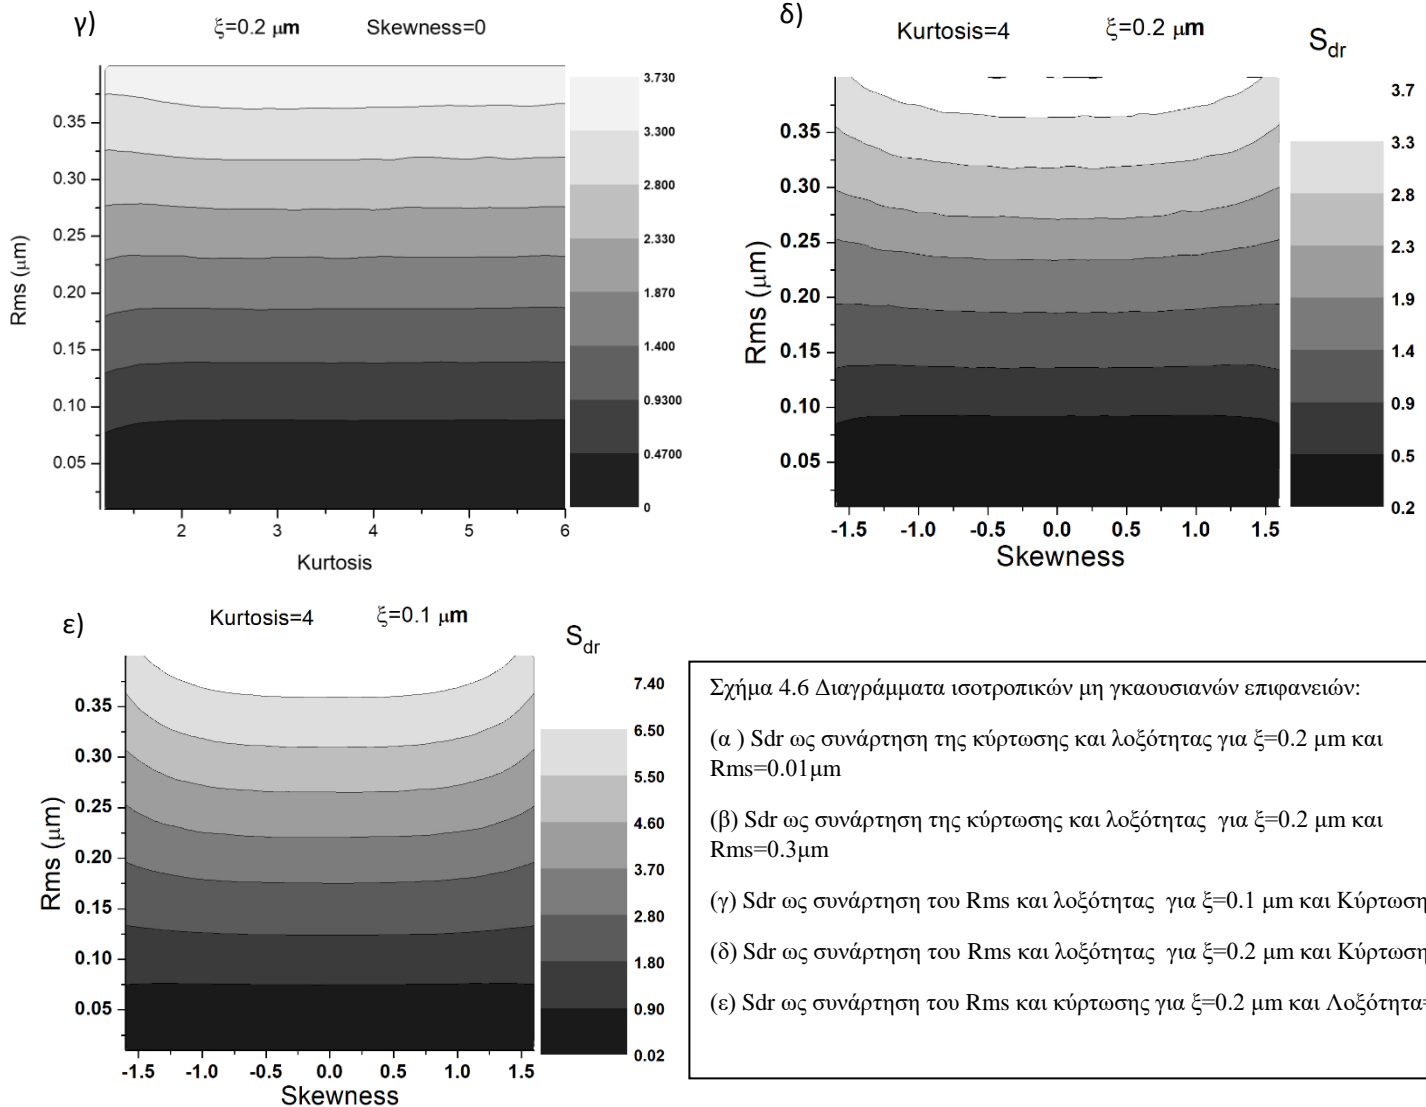 γ)
ξ=0.2 μm Skewness=0
3.730
3.300
2.800
2.330
1.870
1.400
0.9300
0.4700
0
0.35
0.30
0.25
0.20
0.15
0.10
0.05
Rms (μm)
2 3 4 5 6
Kurtosis
δ)
Kurtosis=4 ξ=0.2 μm
Sdr
3.7
3.3
2.8
2.3
1.9
1.4
0.9
0.5
0.2
0.35
0.30
0.25
0.20
0.15
0.10
0.05
Rms (μm)
-1.5 -1.0 -0.5 0.0 0.5 1.0 1.5
Skewness
ε)
Kurtosis=4 ξ=0.1 μm
Sdr
7.40
6.50
5.50
4.60
3.70
2.80
1.80
0.90
0.02
0.35
0.30
0.25
0.20
0.15
0.10
0.05
Rms (μm)
-1.5 -1.0 -0.5 0.0 0.5 1.0 1.5
Skewness
Σχήμα 4.6 Διαγράμματα ισοτροπικών μη γκαουσιανών επιφανειών:
(α ) Sdr ως συνάρτηση της κύρτωσης και λοξότητας για ξ=0.2 μm και
Rms=0.01μm
(β) Sdr ως συνάρτηση της κύρτωσης και λοξότητας για ξ=0.2 μm και
Rms=0.3μm
(γ) Sdr ως συνάρτηση του Rms και λοξότητας για ξ=0.1 μm και Κύρτωση
(δ) Sdr ως συνάρτηση του Rms και λοξότητας για ξ=0.2 μm και Κύρτωση
(ε) Sdr ως συνάρτηση του Rms και κύρτωσης για ξ=0.2 μm και Λοξότητα=